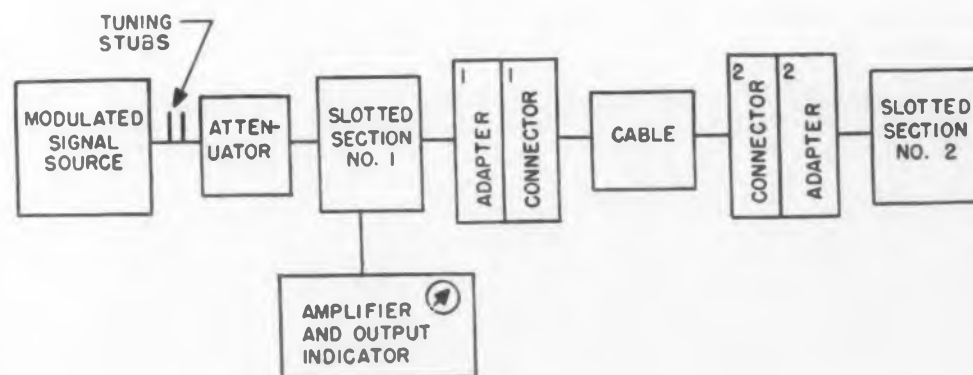 TUNING
STUBS
MODULATED
SIGNAL
SOURCE
ATTEN-
UATOR
SLOTTED
SECTION
NO. 1
1
ADAPTER
1
CONNECTOR
CABLE
2
CONNECTOR
2
ADAPTER
SLOTTED
SECTION
NO. 2
AMPLIFIER
AND OUTPUT
INDICATOR